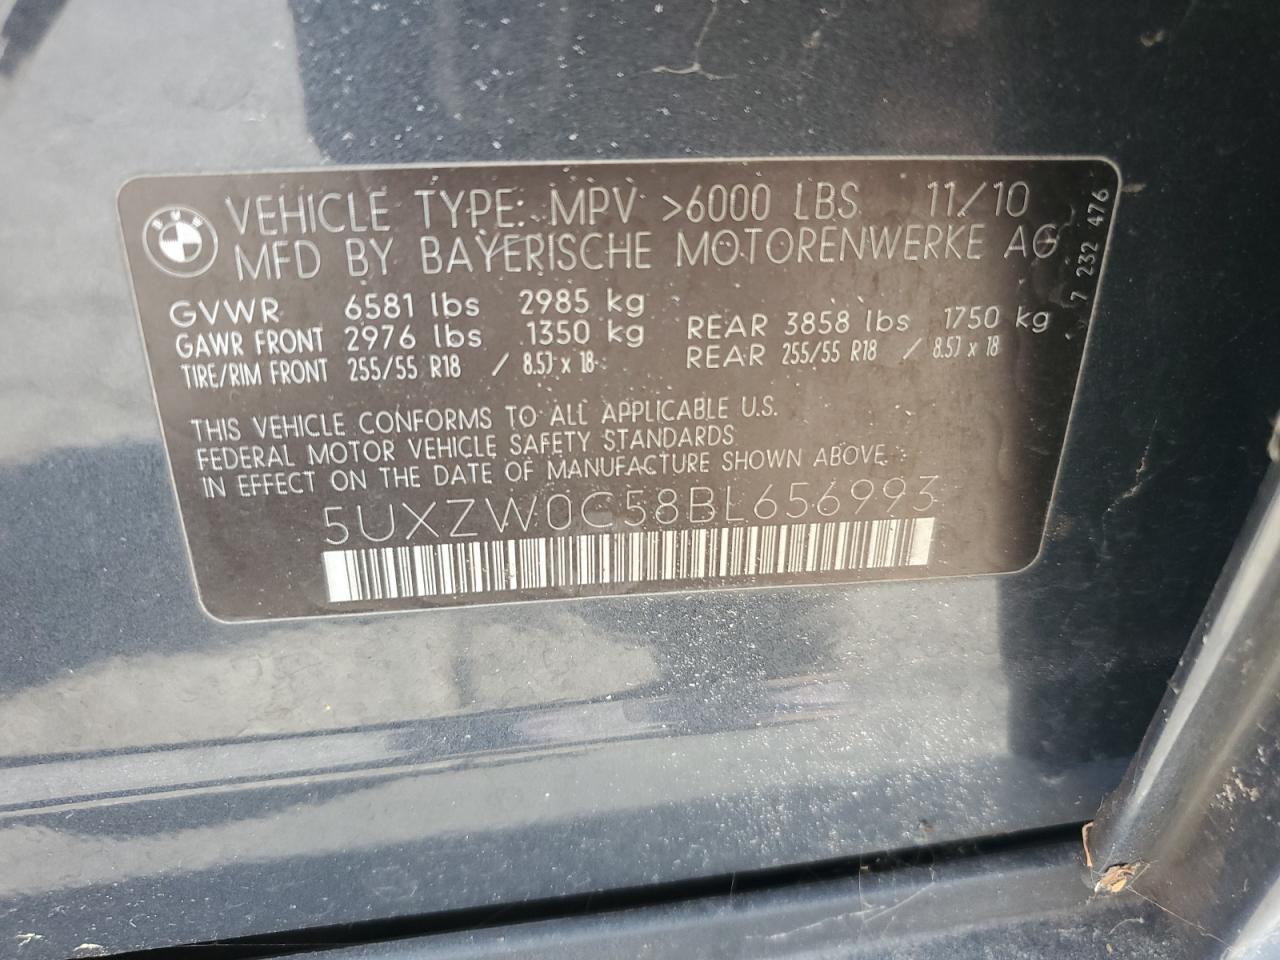 VEHICLE TYPE: MPV >6000 LBS 11/10
MFD BY BAYERISCHE MOTORENWERKE AG
GVWR 6581 lbs 2985 kg
GAWR FRONT 2976 lbs 1350 kg REAR 3858 lbs 1750 kg
TIRE/RIM FRONT 255/55 R18 / 8.5J x 18 REAR 255/55 R18 / 8.5J x 18
THIS VEHICLE CONFORMS TO ALL APPLICABLE U.S.
FEDERAL MOTOR VEHICLE SAFETY STANDARDS
IN EFFECT ON THE DATE OF MANUFACTURE SHOWN ABOVE.
5UXZW0C58BL656993
7 232 476
BMW